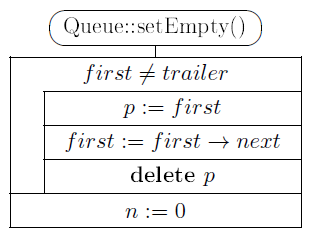 Queue::setEmpty()
first ≠ trailer
p := first
first := first → next
delete p
n := 0